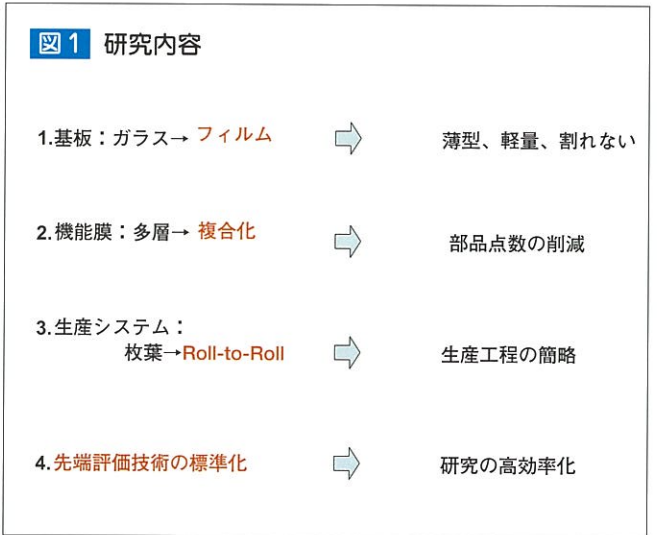 図1 研究内容
1.基板：ガラス→ フィルム 薄型、軽量、割れない
2.機能膜：多層→ 複合化 部品点数の削減
3.生産システム：
枚葉→Roll-to-Roll 生産工程の簡略
4.先端評価技術の標準化 研究の高効率化